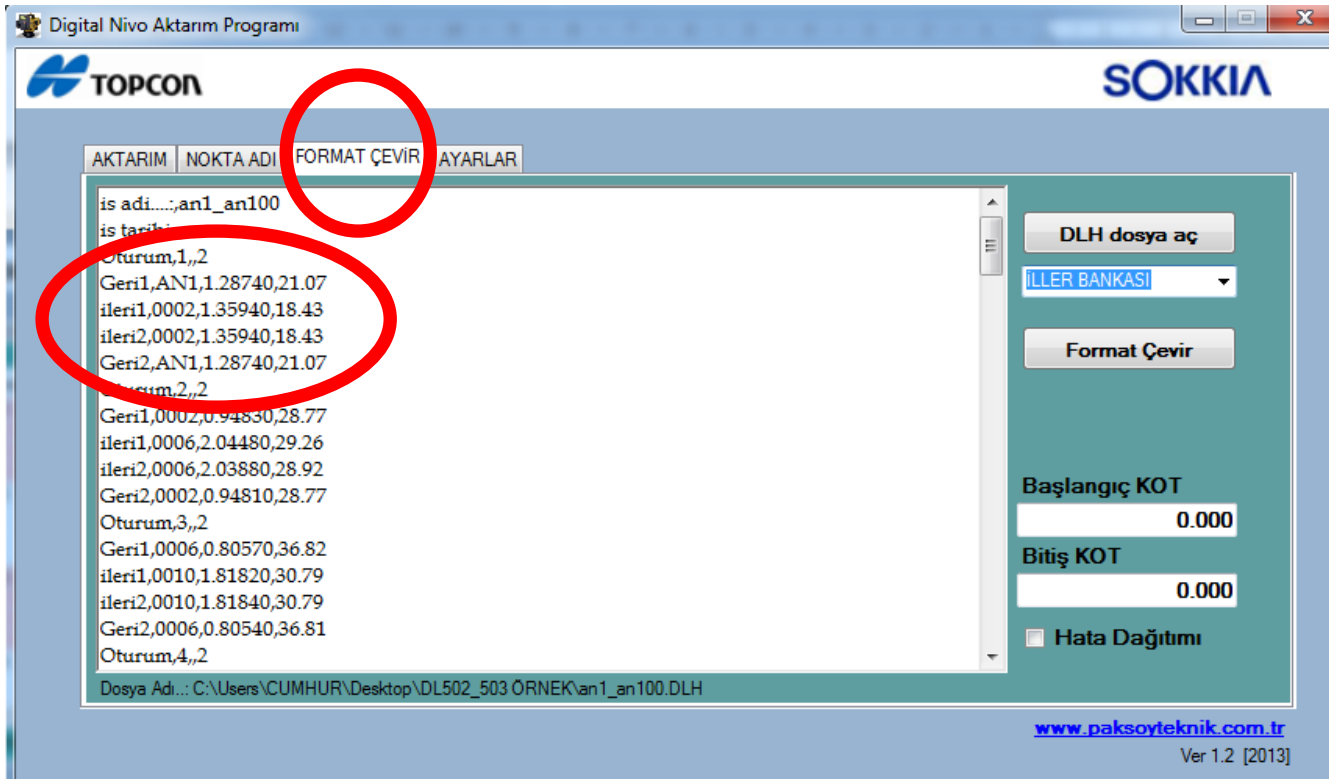 Digital Nivo Aktarım Programı
TOPCON
SOKKIA
AKTARIM NOKTA ADI FORMAT ÇEVİR AYARLAR
is adi....:,an1_an100
is tarihi
Oturum,1,,2
Geri1,AN1,1.28740,21.07
ileri1,0002,1.35940,18.43
ileri2,0002,1.35940,18.43
Geri2,AN1,1.28740,21.07
Oturum,2,,2
Geri1,0002,0.94830,28.77
ileri1,0006,2.04480,29.26
ileri2,0006,2.03880,28.92
Geri2,0002,0.94810,28.77
Oturum,3,,2
Geri1,0006,0.80570,36.82
ileri1,0010,1.81820,30.79
ileri2,0010,1.81840,30.79
Geri2,0006,0.80540,36.81
Oturum,4,,2
DLH dosya aç
İLLER BANKASI
Format Çevir
Başlangıç KOT
0.000
Bitiş KOT
0.000
Hata Dağıtımı
Dosya Adı..: C:\Users\CUMHUR\Desktop\DL502_503 ÖRNEK\an1_an100.DLH
www.paksoyteknik.com.tr
Ver 1.2 [2013]